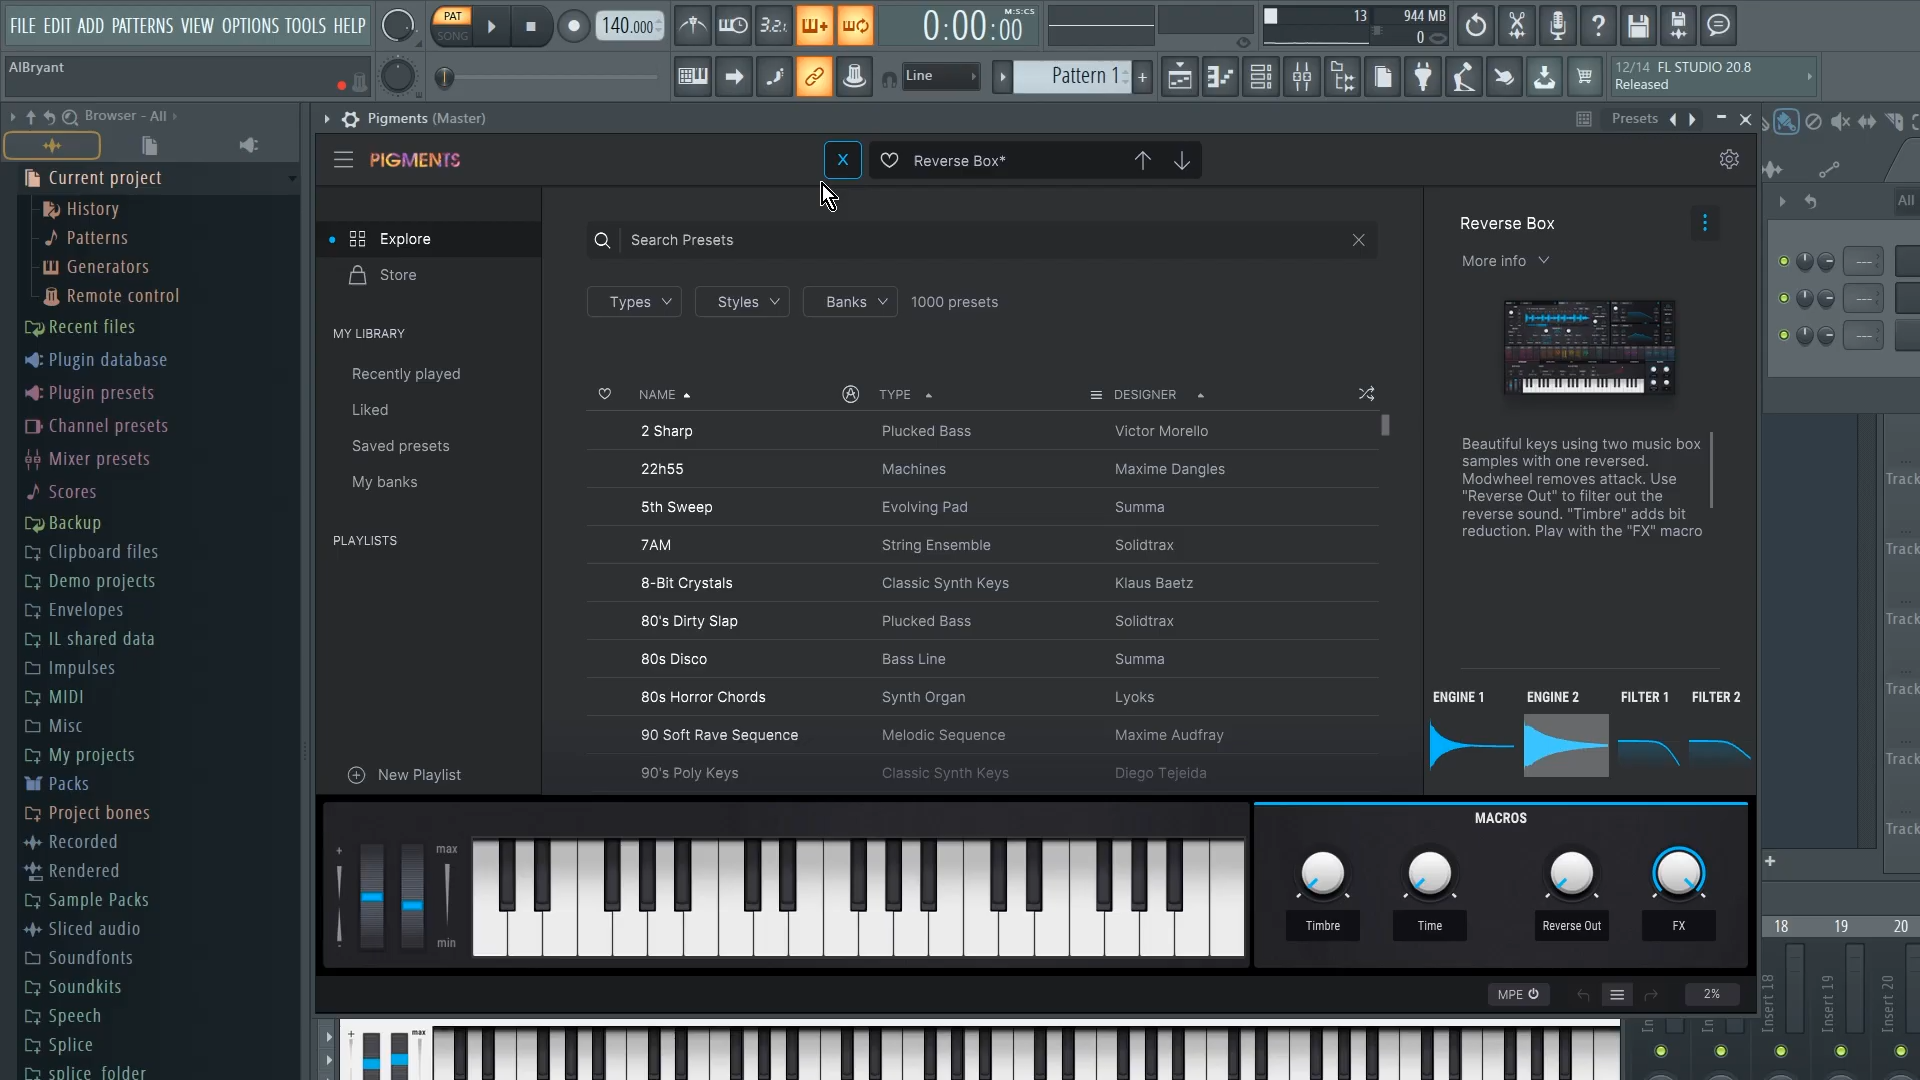 FILE EDIT ADD PATTERNS VIEW OPTIONS TOOLS HELP
PAT
SONG
140.000
3.2.
0:00:00
M:S:CS
13
944 MB
0
AlBryant
Line
Pattern 1
12/14 FL STUDIO 20.8
Released
Browser - All
Pigments (Master)
Presets
PIGMENTS
X
Reverse Box*
All
Current project
History
Patterns
Generators
Remote control
Recent files
Plugin database
Plugin presets
Channel presets
Mixer presets
Scores
Backup
Clipboard files
Demo projects
Envelopes
IL shared data
Impulses
MIDI
Misc
My projects
Packs
Project bones
Recorded
Rendered
Sample Packs
Sliced audio
Soundfonts
Soundkits
Speech
Splice
splice folder
Explore
Store
MY LIBRARY
Recently played
Liked
Saved presets
My banks
PLAYLISTS
New Playlist
Search Presets
Types
Styles
Banks
1000 presets
NAME
TYPE
DESIGNER
2 Sharp Plucked Bass Victor Morello
22h55 Machines Maxime Dangles
5th Sweep Evolving Pad Summa
7AM String Ensemble Solidtrax
8-Bit Crystals Classic Synth Keys Klaus Baetz
80's Dirty Slap Plucked Bass Solidtrax
80s Disco Bass Line Summa
80s Horror Chords Synth Organ Lyoks
90 Soft Rave Sequence Melodic Sequence Maxime Audfray
90's Poly Keys Classic Synth Keys Diego Tejeida
Reverse Box
More info
Beautiful keys using two music box
samples with one reversed.
Modwheel removes attack. Use
"Reverse Out" to filter out the
reverse sound. "Timbre" adds bit
reduction. Play with the "FX" macro
ENGINE 1
ENGINE 2
FILTER 1
FILTER 2
max
min
MACROS
Timbre
Time
Reverse Out
FX
MPE
2%
max
Track
Track
Track
Track
Track
Track
18
19
20
Insert 18
Insert 19
Insert 20